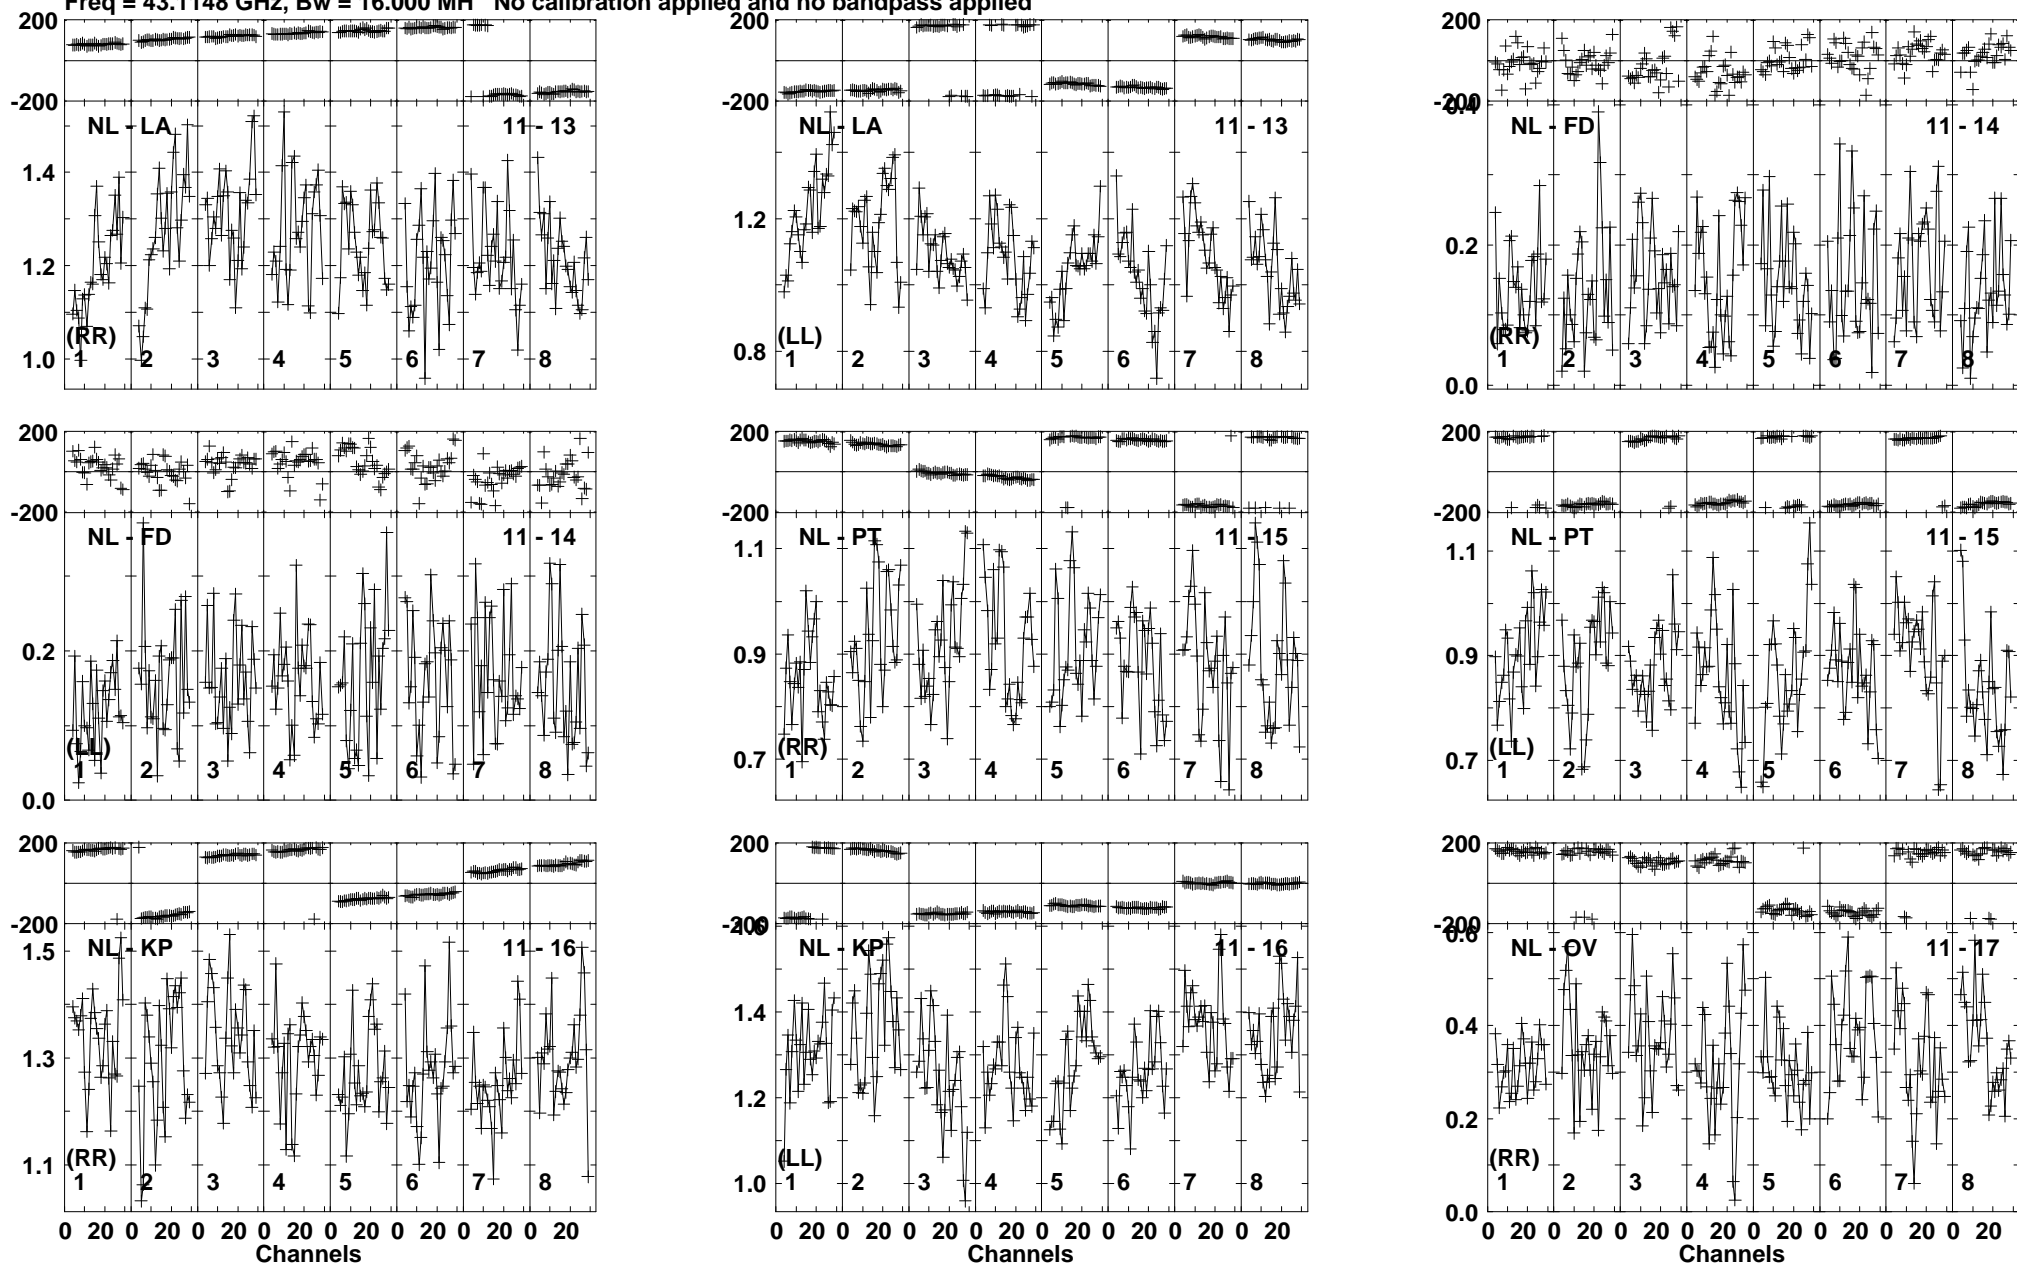 Freq = 43.1148 GHz, Bw = 16.000 MH No calibration applied and no bandpass applied
200 200 200
-200 -200 -200
0.4
NL - LA 11 - 13 NL - LA 11 - 13 NL - FD 11 - 14
1.4
1.2 0.2
1.2
(RR) (LL) (RR)
1.0 0.8 0.0
1 2 3 4 5 6 7 8 1 2 3 4 5 6 7 8 1 2 3 4 5 6 7 8
200 200 200
-200 -200 -200
NL - FD 11 - 14 NL - PT 11 - 15 NL - PT 11 - 15
1.1 1.1
0.2 0.9 0.9
(LL) (RR) (LL)
0.7 0.7
1 2 3 4 5 6 7 8 1 2 3 4 5 6 7 8 1 2 3 4 5 6 7 8
0.0
200 200 200
-200 -200 -200
1.6 0.6
NL - KP 11 - 16 NL - KP 11 - 16 NL - OV 11 - 17
1.5
1.4 0.4
1.3
1.2 0.2
1.1
(RR) (LL) (RR)
1.0
1 2 3 4 5 6 7 8 1 2 3 4 5 6 7 8 1 2 3 4 5 6 7 8
0.0
0 20 0 20 0 20 0 20 0 20 0 20 0 20 0 20 0 20 0 20 0 20 0 20 0 20 0 20 0 20 0 20 0 20 0 20 0 20 0 20 0 20 0 20 0 20 0 20
Channels Channels Channels